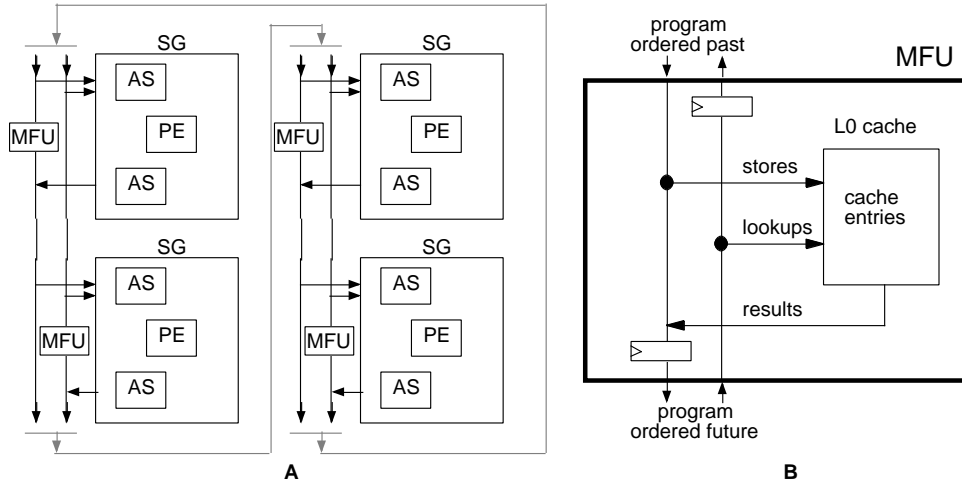 SG
AS
MFU
PE
AS
SG
AS
MFU
PE
AS
SG
AS
MFU
PE
AS
SG
AS
MFU
PE
AS
A
program
ordered past
MFU
L0 cache
stores
cache
entries
lookups
results
program
ordered future
B